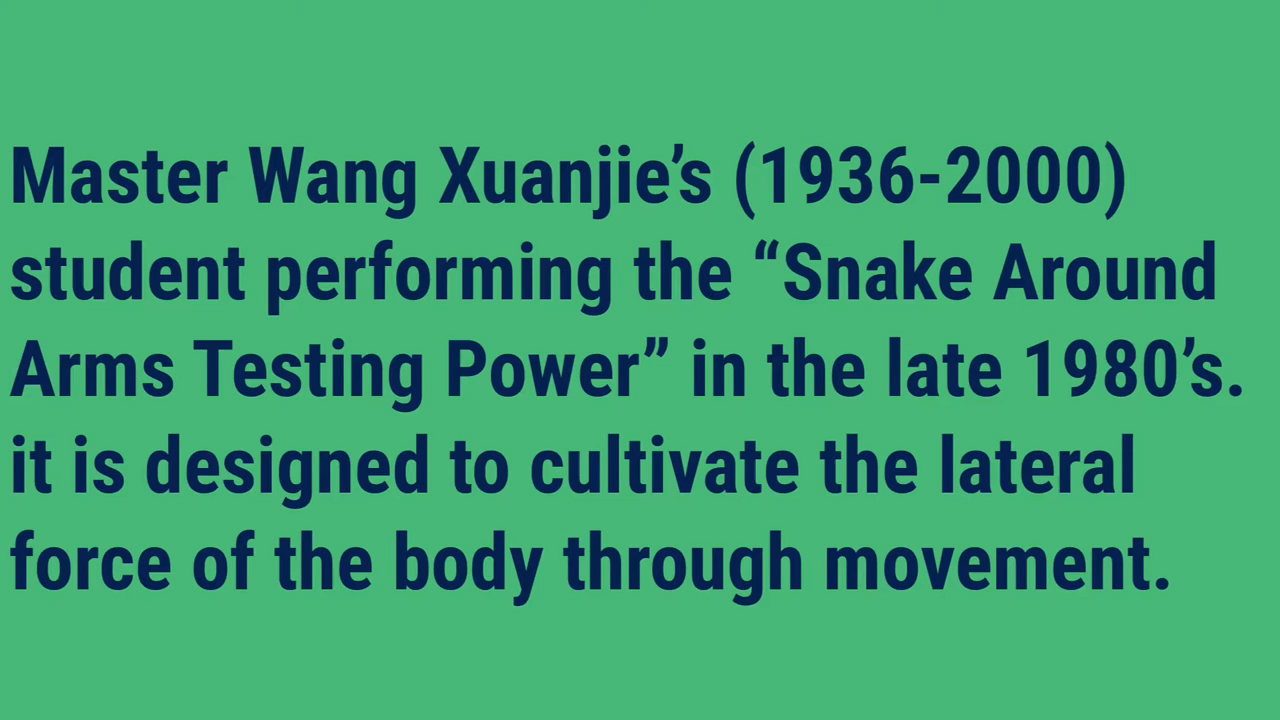 Master Wang Xuanjie’s (1936-2000)
student performing the “Snake Around
Arms Testing Power” in the late 1980’s.
it is designed to cultivate the lateral
force of the body through movement.